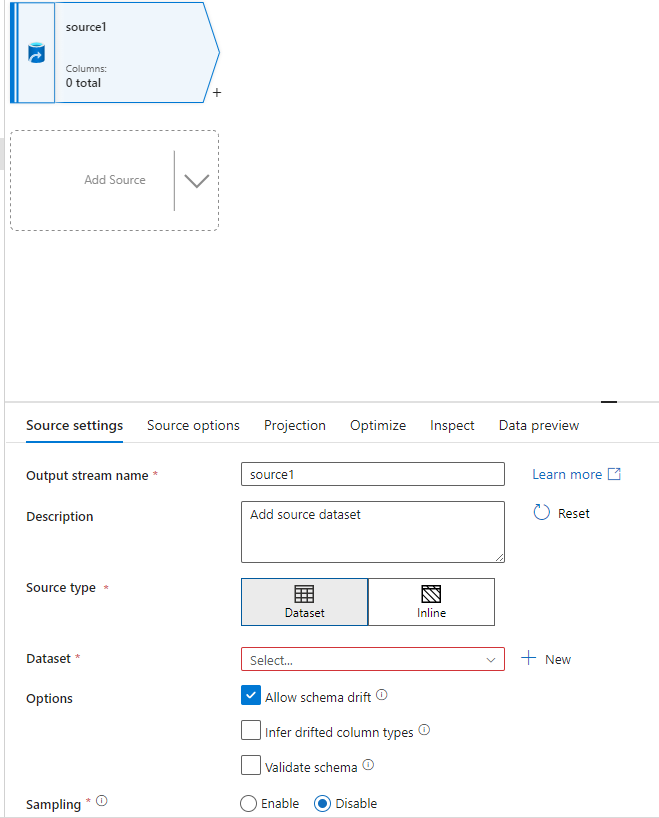 source1
Columns:
0 total
+
Add Source
Source settings
Source options
Projection
Optimize
Inspect
Data preview
Output stream name *
source1
Learn more
Description
Add source dataset
Reset
Source type *
Dataset
Inline
Dataset *
Select...
New
Options
Allow schema drift
Infer drifted column types
Validate schema
Sampling *
Enable
Disable